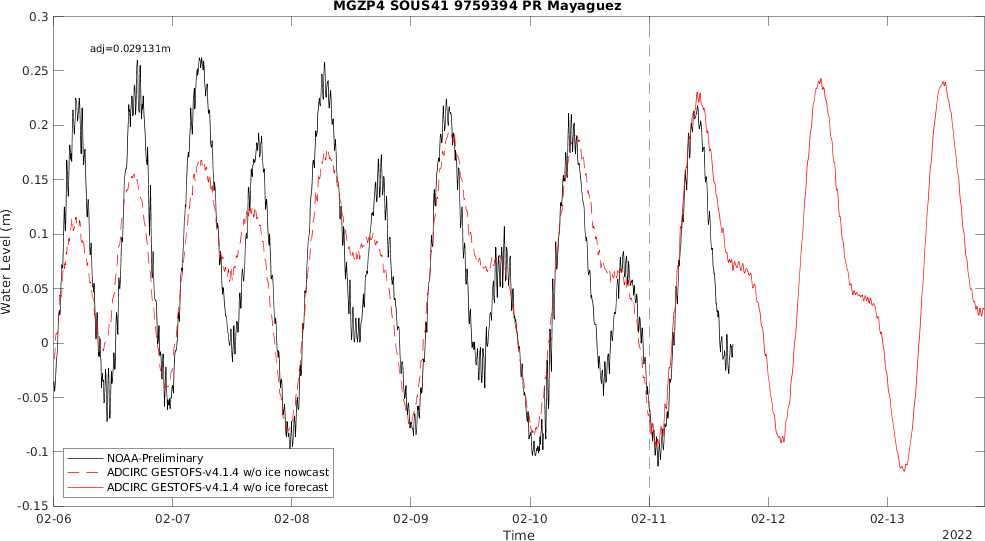 MGZP4 SOUS41 9759394 PR Mayaguez
adj=0.029131m
0.3
0.25
0.2
0.15
0.1
0.05
0
-0.05
-0.1
-0.15
Water Level (m)
NOAA-Preliminary
ADCIRC GESTOFS-v4.1.4 w/o ice nowcast
ADCIRC GESTOFS-v4.1.4 w/o ice forecast
02-06 02-07 02-08 02-09 02-10 02-11 02-12 02-13
Time
2022